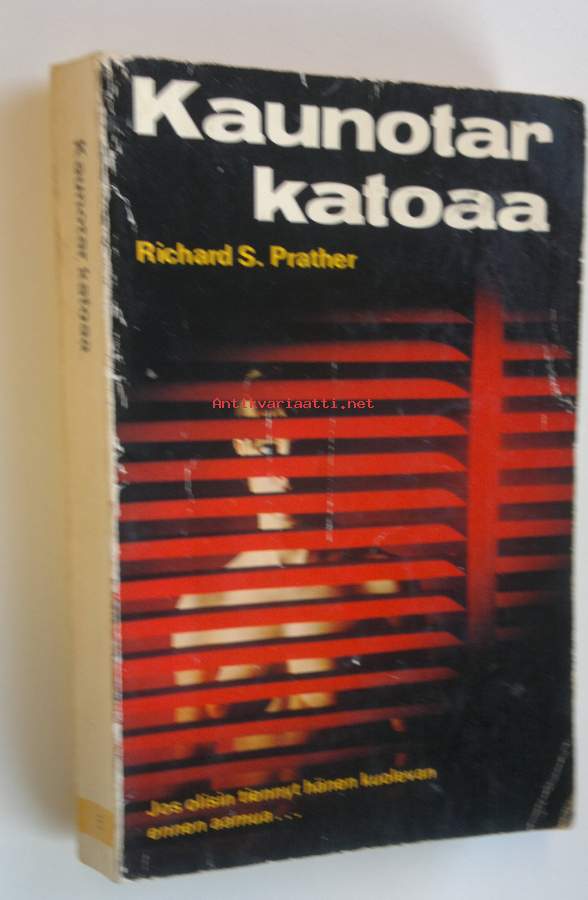 Kaunotar
katoaa
Richard S. Prather
Kaunotar katoaa
Antikvariaatti.net
Jos olisin tiennyt hänen kuolevan
ennen aamua...